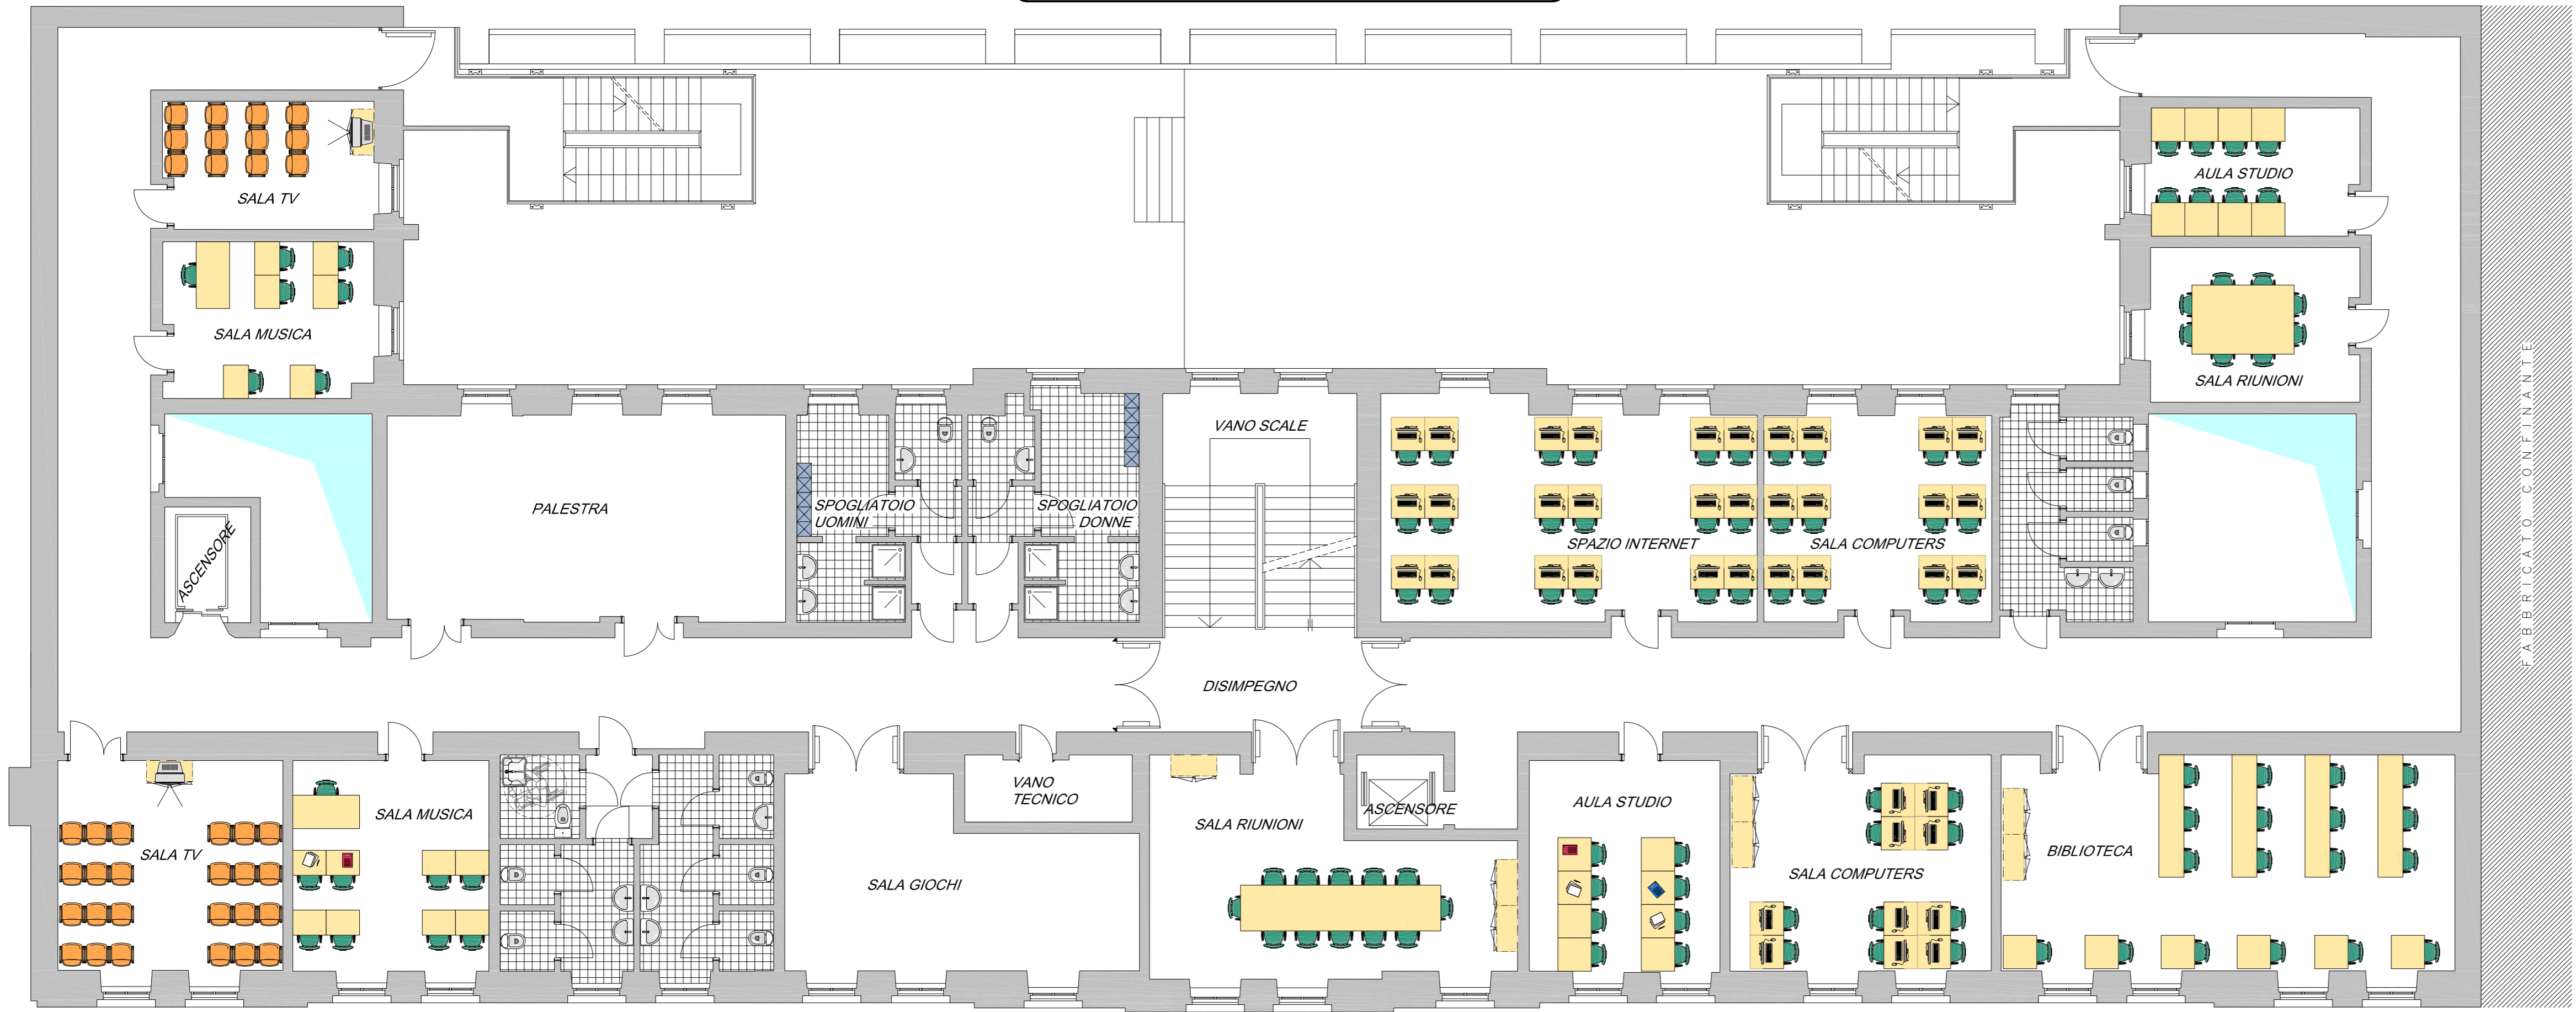 SALA TV
AULA STUDIO
SALA MUSICA
SALA RIUNIONI
VANO SCALE
PALESTRA
SPOGLIATOIO
UOMINI
SPOGLIATOIO
DONNE
SPAZIO INTERNET
SALA COMPUTERS
ASCENSORE
FABBRICATO CONFINANTE
DISIMPEGNO
VANO
TECNICO
SALA MUSICA
SALA TV
SALA GIOCHI
SALA RIUNIONI
ASCENSORE
AULA STUDIO
SALA COMPUTERS
BIBLIOTECA